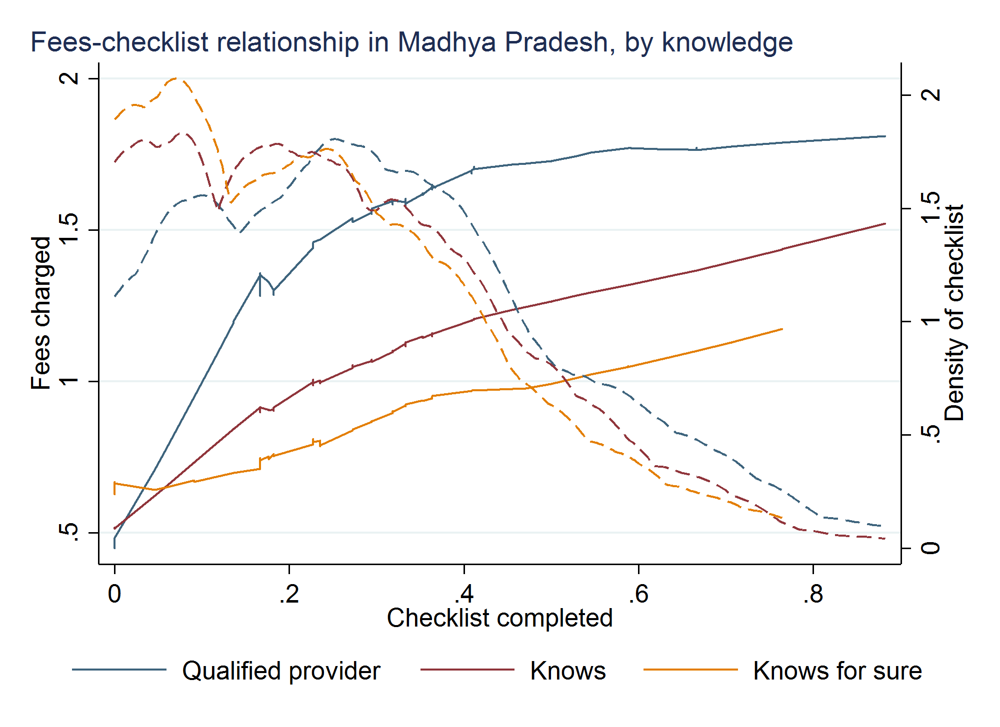 Fees-checklist relationship in Madhya Pradesh, by knowledge
Fees charged
2
1.5
1
.5
2
1.5
1
.5
0
Density of checklist
0 .2 .4 .6 .8
Checklist completed
Qualified provider Knows Knows for sure